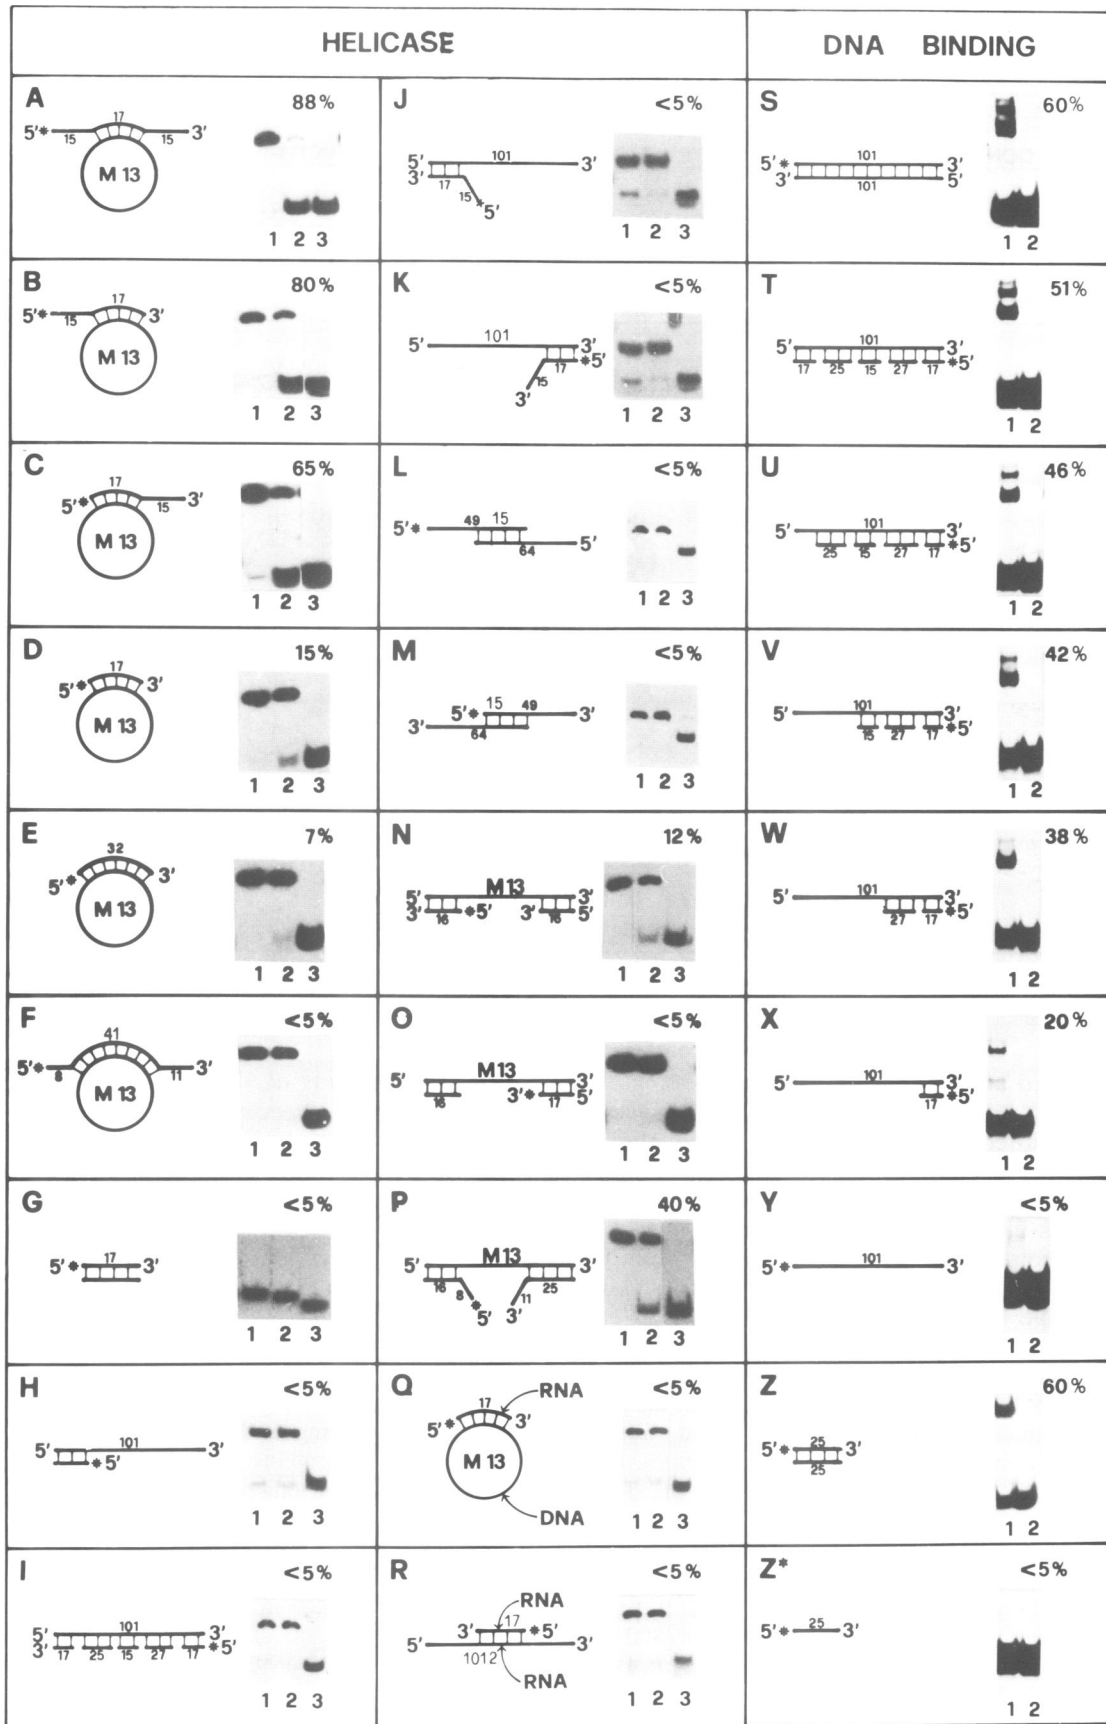 HELICASE
DNA BINDING
A
88%
17
5'* 15 15 3'
M 13
1 2 3
B
80%
17
5'* 15 3'
M 13
1 2 3
C
65%
17
5'* 15 3'
M 13
1 2 3
D
15%
17
5'* 3'
M 13
1 2 3
E
7%
32
5'* 3'
M 13
1 2 3
F
<5%
41
5'* 8 11 3'
M 13
1 2 3
G
<5%
17
5'* 3'
1 2 3
H
<5%
5' 101 3'
*5'
1 2 3
I
<5%
5' 101 3'
3' 17 25 15 27 17 *5'
1 2 3
J
<5%
5' 101 3'
3' 17
15 *5'
1 2 3
K
<5%
5' 101 3'
17 *5'
15
3'
1 2 3
L
<5%
5'* 49 15
64 5'
1 2 3
M
<5%
5'* 15 49 3'
3' 64
1 2 3
N
12%
M13
5' 3'
3' 16 *5' 3' 16 5'
1 2 3
O
<5%
M13
5' 3'
16 3'* 17 5'
1 2 3
P
40%
M13
5' 3'
16 8 11 25
*5' 3'
1 2 3
Q
<5%
17 RNA
5'* 3'
M 13
DNA
1 2 3
R
<5%
RNA
3' 17 *5'
5' 3'
1012 RNA
1 2 3
S
60%
5'* 101 3'
3' 101 5'
1 2
T
51%
5' 101 3'
17 25 15 27 17 *5'
1 2
U
46%
5' 101 3'
25 15 27 17 *5'
1 2
V
42%
5' 101 3'
15 27 17 *5'
1 2
W
38%
5' 101 3'
27 17 *5'
1 2
X
20%
5' 101 3'
17 *5'
1 2
Y
<5%
5'* 101 3'
1 2
Z
60%
5'* 25 3'
25
1 2
Z*
<5%
5'* 25 3'
1 2